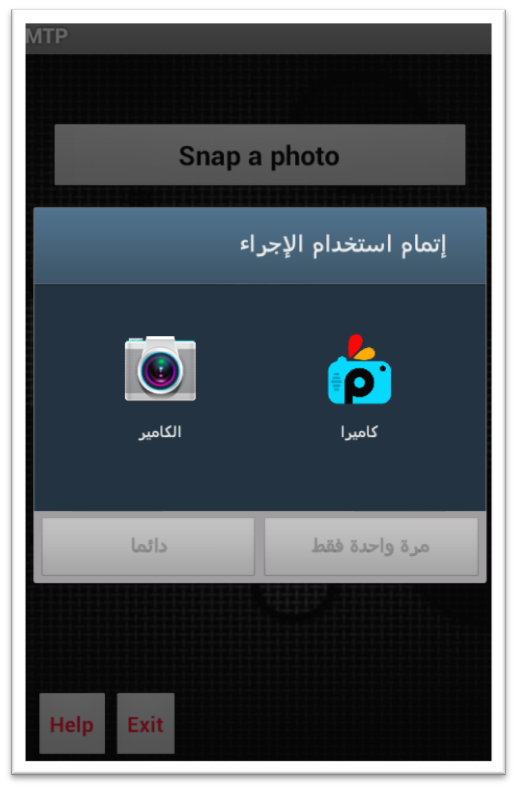 MTP
Snap a photo
إتمام استخدام الإجراء
كاميرا
الكامير
مرة واحدة فقط
دائما
Help
Exit